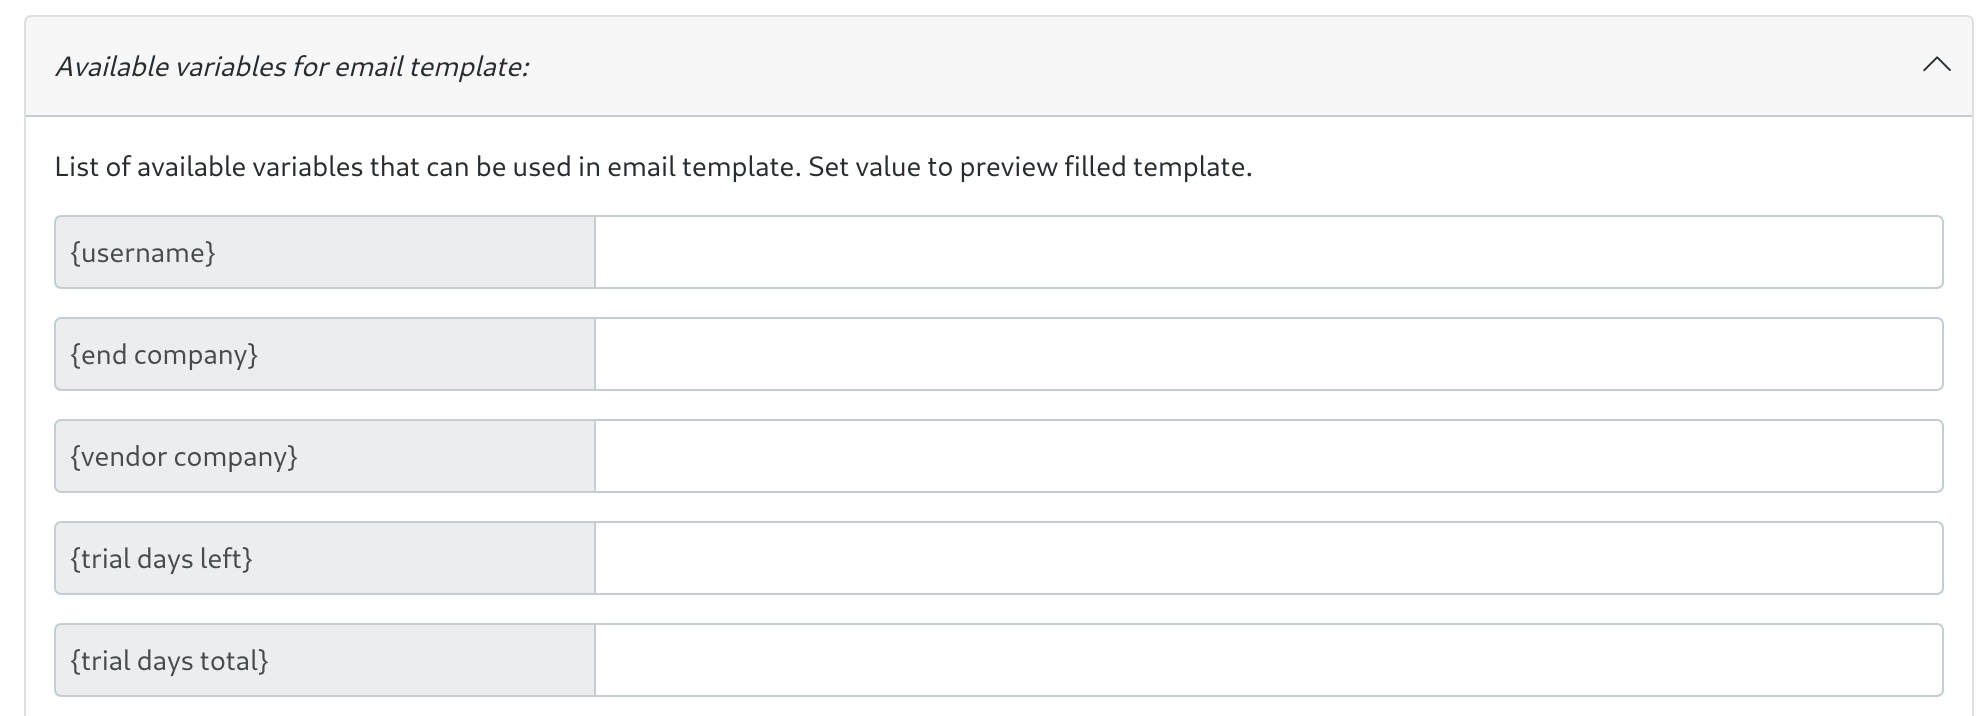 Available variables for email template:
List of available variables that can be used in email template. Set value to preview filled template.
{username}
{end company}
{vendor company}
{trial days left}
{trial days total}